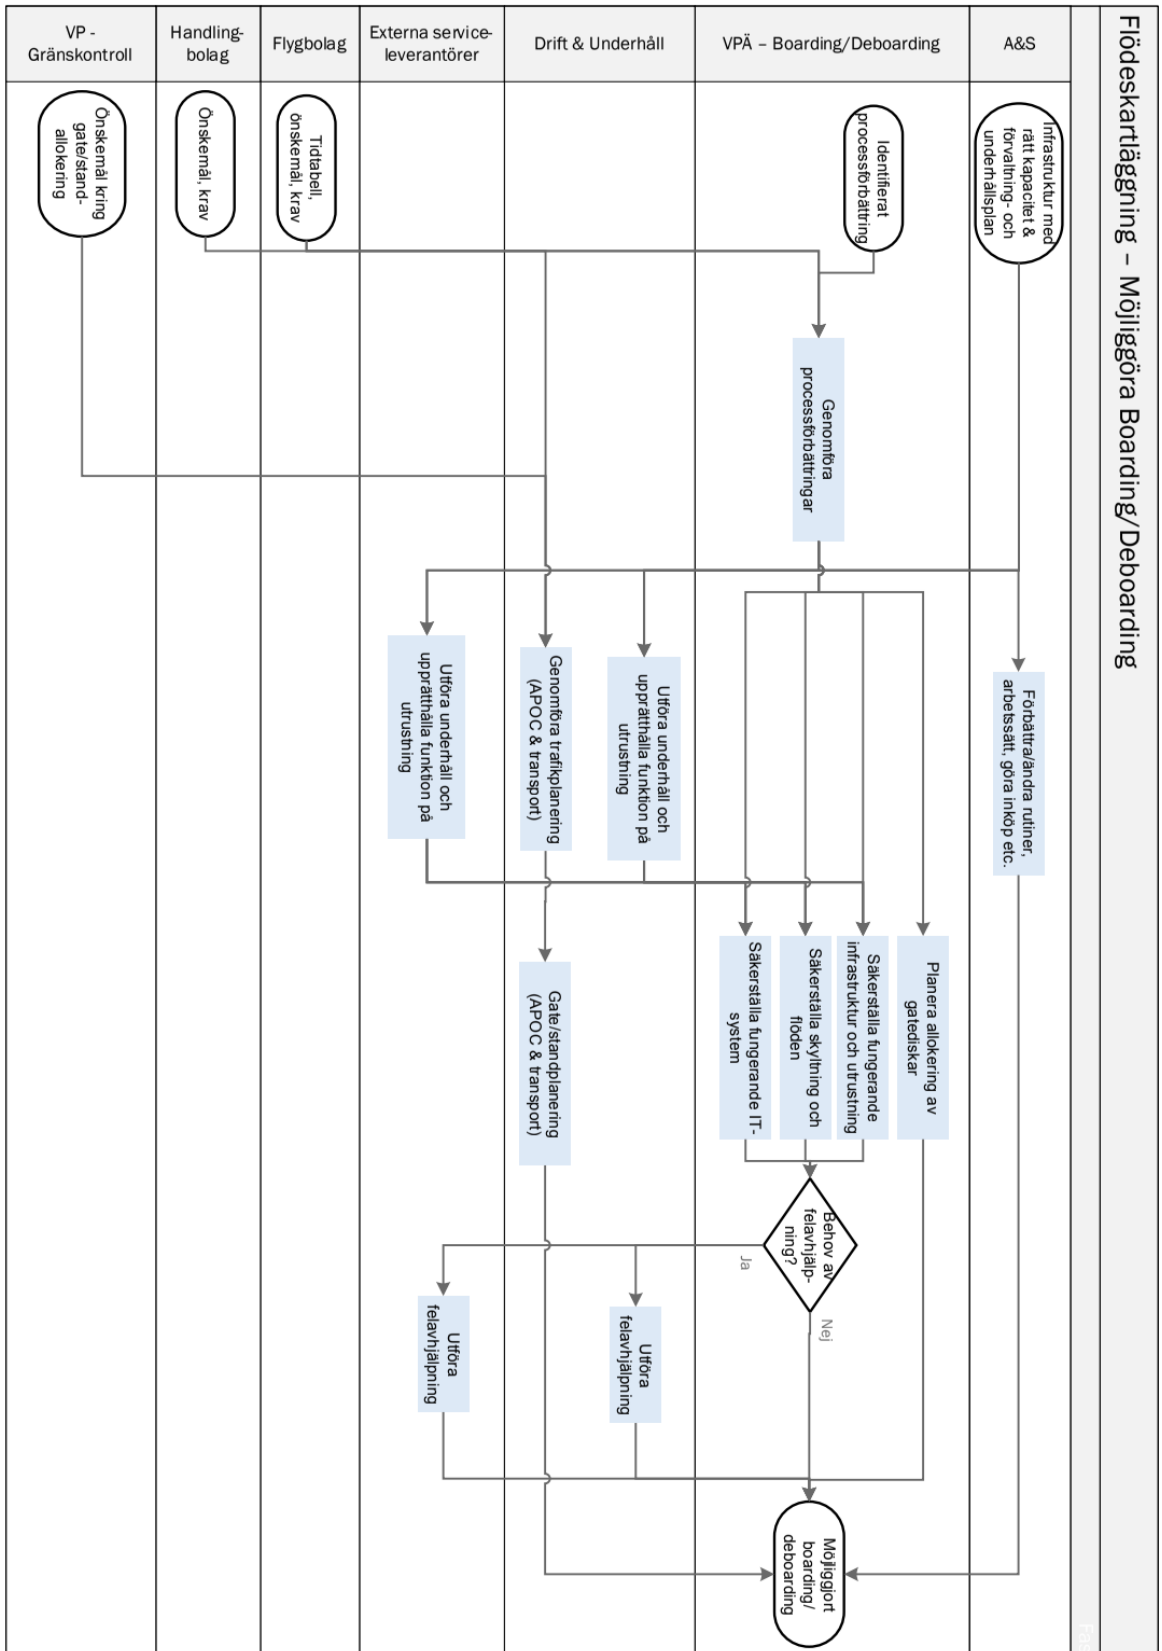 Flödeskartläggning – Möjliggöra Boarding/Deboarding
Fas
A&S
VPÄ – Boarding/Deboarding
Drift & Underhåll
Externa service-
leverantörer
Flygbolag
Handling-
bolag
VP -
Gränskontroll
Infrastruktur med
rätt kapacitet &
förvaltning- och
underhållsplan
Förbättra/ändra rutiner,
arbetssätt, göra inköp etc.
Identifierat
processförbättring
Genomföra
processförbättringar
Planera allokering av
gatediskar
Säkerställa fungerande
infrastruktur och utrustning
Säkerställa skyltning och
flöden
Säkerställa fungerande IT-
system
Behov av
felavhjälp-
ning?
Ja
Nej
Möjliggjort
boarding/
deboarding
Utföra underhåll och
upprätthålla funktion på
utrustning
Utföra
felavhjälpning
Genomföra trafikplanering
(APOC & transport)
Gate/standplanering
(APOC & transport)
Utföra underhåll och
upprätthålla funktion på
utrustning
Utföra
felavhjälpning
Tidtabell,
önskemål, krav
Önskemål, krav
Önskemål kring
gate/stand-
allokering